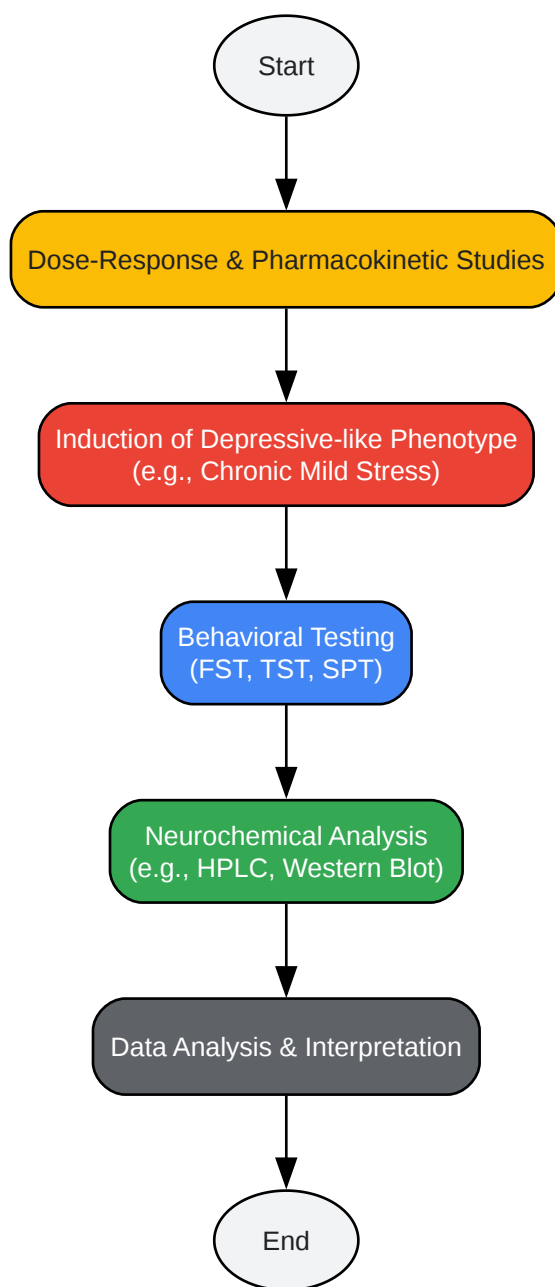 Start
Dose-Response & Pharmacokinetic Studies
Induction of Depressive-like Phenotype
(e.g., Chronic Mild Stress)
Behavioral Testing
(FST, TST, SPT)
Neurochemical Analysis
(e.g., HPLC, Western Blot)
Data Analysis & Interpretation
End